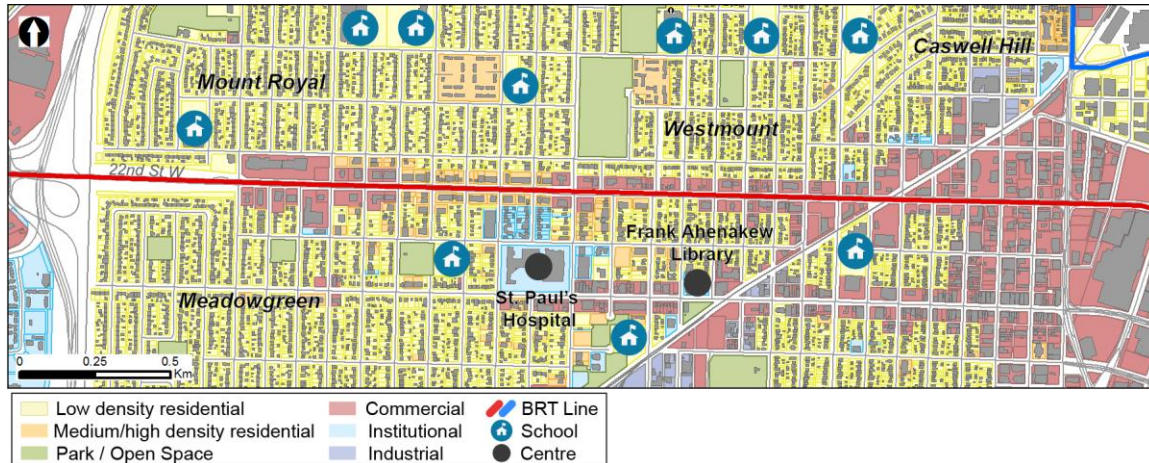 Mount Royal
Caswell Hill
Westmount
22nd St W
Frank Ahenakew
Library
Meadowgreen
St. Paul's
Hospital
0 0.25 0.5
Km
Low density residential
Medium/high density residential
Park / Open Space
Commercial
Institutional
Industrial
BRT Line
School
Centre